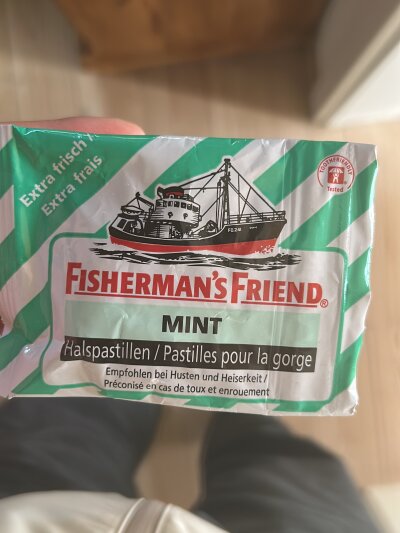 Extra frisch
Extra frais
TOOTHFRIENDLY
Tested
FISHERMAN'S FRIEND®
MINT
Halspastillen / Pastilles pour la gorge
Empfohlen bei Husten und Heiserkeit /
Préconisé en cas de toux et enrouement